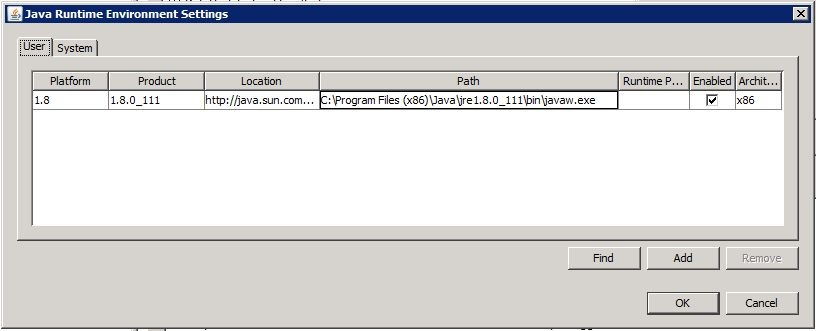 Java Runtime Environment Settings
User System
Platform Product Location Path Runtime P... Enabled Archit...
1.8 1.8.0_111 http://java.sun.com... C:\Program Files (x86)\Java\jre1.8.0_111\bin\javaw.exe x86
Find Add Remove
OK Cancel